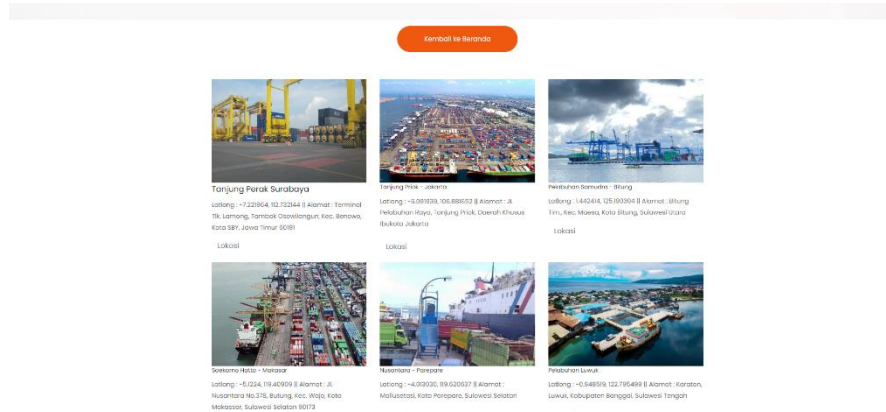 Kembali ke Beranda
Tanjung Perak Surabaya
Latlong : -7.221904, 112.732144 || Alamat : Terminal
Tlk. Lamong, Tambak Osowilangun, Kec. Benowo,
Kota SBY, Jawa Timur 60191
Lokasi
Tanjung Priok - Jakarta
Latlong : -6.091939, 106.881652 || Alamat : Jl.
Pelabuhan Raya, Tanjung Priok, Daerah Khusus
Ibukota Jakarta
Lokasi
Pelabuhan Samudra - Bitung
Latlong : 1.442414, 125.190304 || Alamat : Bitung
Tim., Kec. Maesa, Kota Bitung, Sulawesi Utara
Lokasi
Soekarno Hatta - Makasar
Latlong : -5.1224, 119.40909 || Alamat : Jl.
Nusantara No.378, Butung, Kec. Wajo, Kota
Makassar, Sulawesi Selatan 90173
Nusantara - Parepare
Latlong : -4.013030, 119.620637 || Alamat :
Mallusetasi, Kota Parepare, Sulawesi Selatan
Pelabuhan Luwuk
Latlong : -0.948519, 122.795499 || Alamat : Karaton,
Luwuk, Kabupaten Banggai, Sulawesi Tengah